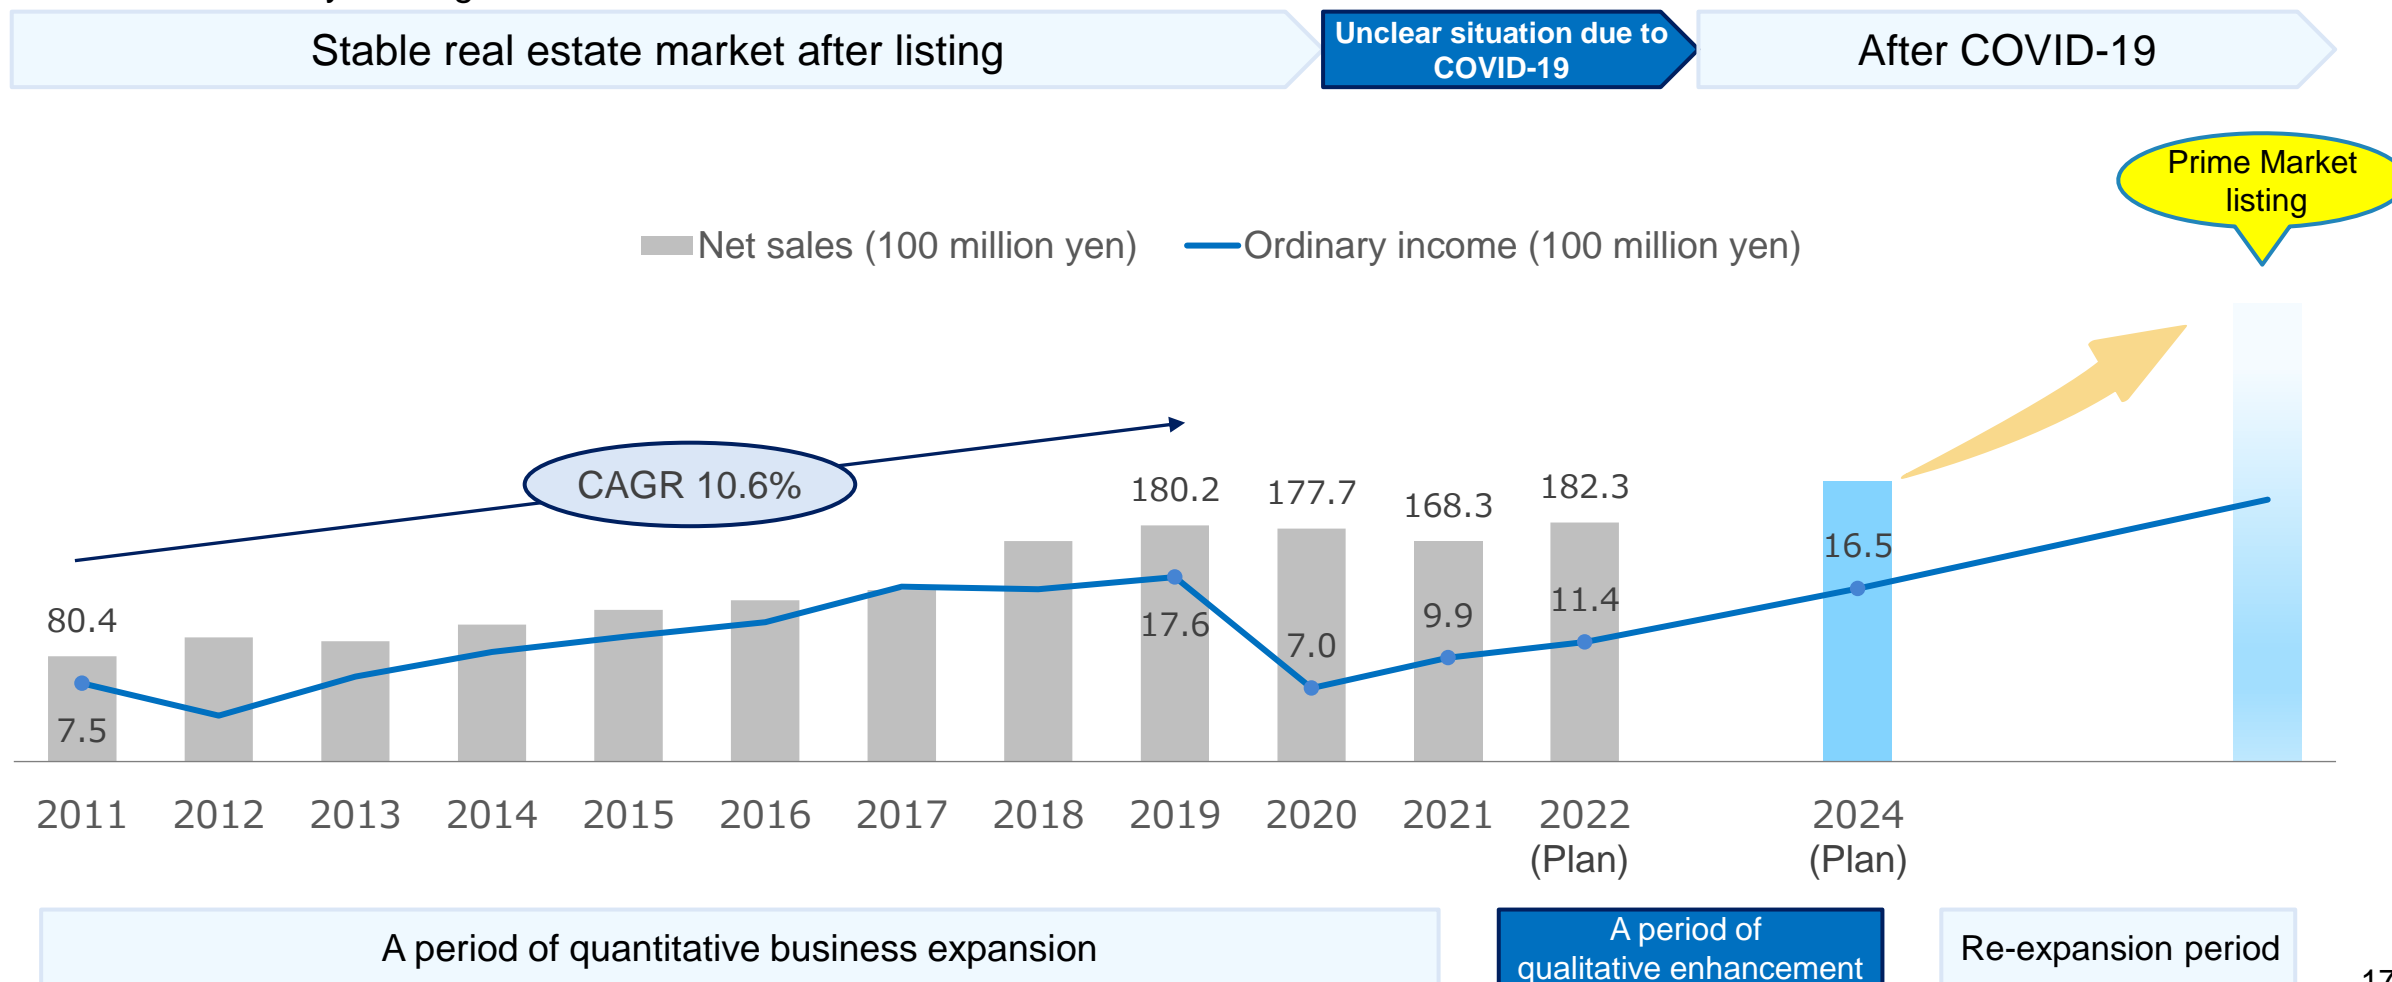 Stable real estate market after listing
Unclear situation due to
COVID-19
After COVID-19
Prime Market
listing
Net sales (100 million yen)
Ordinary income (100 million yen)
CAGR 10.6%
80.4
180.2
177.7
168.3
182.3
7.5
17.6
7.0
9.9
11.4
16.5
2011
2012
2013
2014
2015
2016
2017
2018
2019
2020
2021
2022
(Plan)
2024
(Plan)
A period of quantitative business expansion
A period of
qualitative enhancement
Re-expansion period
17